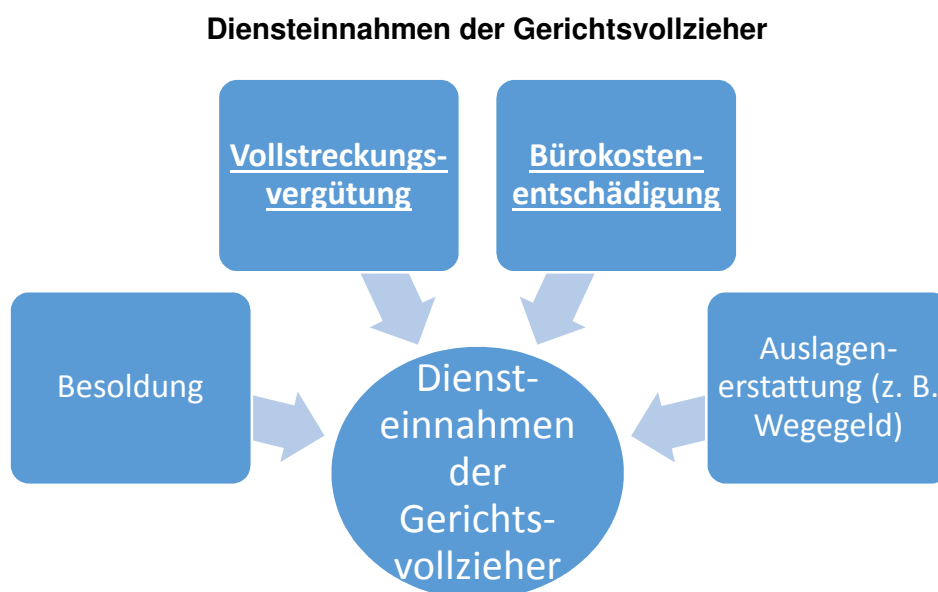 Diensteinnahmen der Gerichtsvollzieher
Vollstreckungs-
vergütung
Bürokosten-
entschädigung
Besoldung
Auslagen-
erstattung (z. B.
Wegegeld)
Dienst-
einnahmen
der
Gerichts-
vollzieher